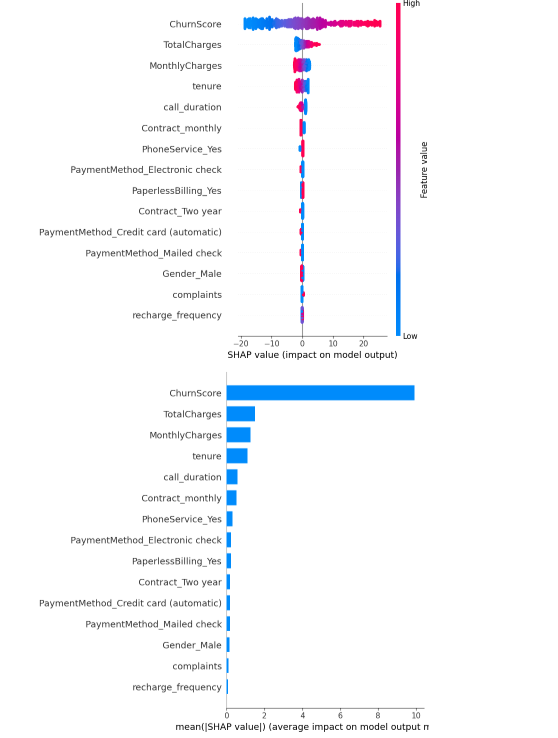 High
ChurnScore
TotalCharges
MonthlyCharges
tenure
call_duration
Contract_monthly
PhoneService_Yes
PaymentMethod_Electronic check
PaperlessBilling_Yes
Contract_Two year
PaymentMethod_Credit card (automatic)
PaymentMethod_Mailed check
Gender_Male
complaints
recharge_frequency
Feature value
Low
−20 −10 0 10 20
SHAP value (impact on model output)
ChurnScore
TotalCharges
MonthlyCharges
tenure
call_duration
Contract_monthly
PhoneService_Yes
PaymentMethod_Electronic check
PaperlessBilling_Yes
Contract_Two year
PaymentMethod_Credit card (automatic)
PaymentMethod_Mailed check
Gender_Male
complaints
recharge_frequency
0 2 4 6 8 10
mean(|SHAP value|) (average impact on model output